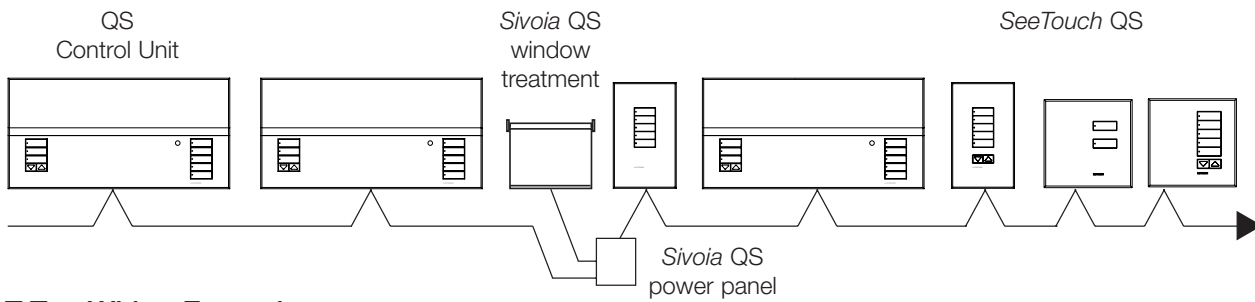 QS
Control Unit
Sivoia QS
window
treatment
SeeTouch QS
Sivoia QS
power panel